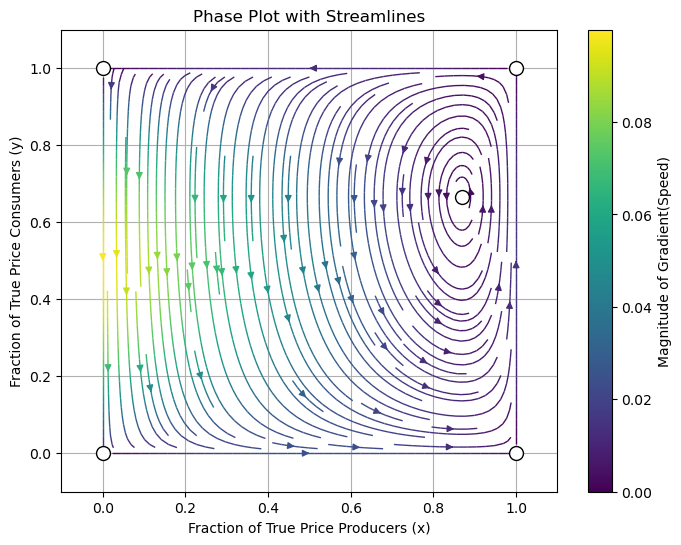 Phase Plot with Streamlines
Fraction of True Price Consumers (y)
1.0
0.8
0.6
0.4
0.2
0.0
0.0 0.2 0.4 0.6 0.8 1.0
Fraction of True Price Producers (x)
0.08
0.06
0.04
0.02
0.00
Magnitude of Gradient(Speed)